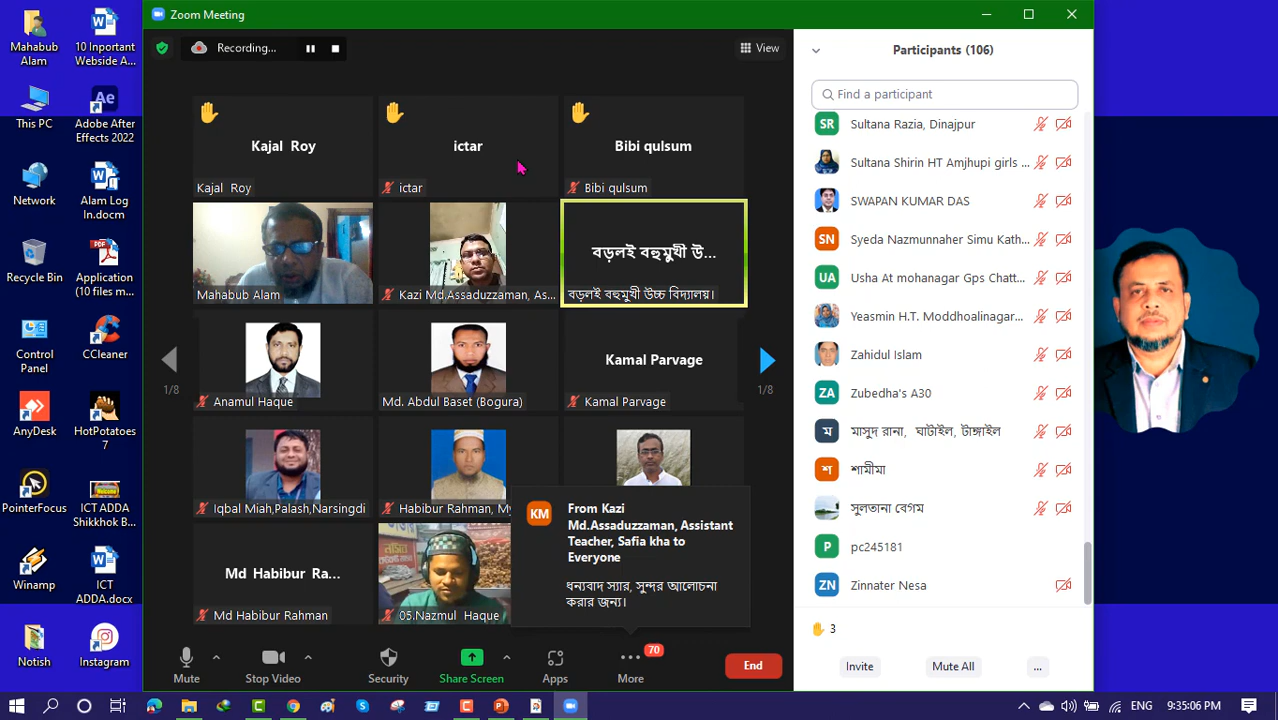 Mahabub
Alam
10 Inportant
Webside A...
This PC
Adobe After
Effects 2022
Network
Alam Log
In.docm
Recycle Bin
Application
(10 files m...
Control
Panel
CCleaner
AnyDesk
HotPotatoes
7
PointerFocus
ICT ADDA
Shikkhok B...
Winamp
ICT
ADDA.docx
Notish
Instagram
Zoom Meeting
Recording...
View
Kajal Roy
Kajal Roy
ictar
ictar
Bibi qulsum
Bibi qulsum
Mahabub Alam
Kazi Md.Assaduzzaman, As...
বড়লই বহুমুখী উ...
বড়লই বহুমুখী উচ্চ বিদ্যালয়।
1/8
1/8
Anamul Haque
Md. Abdul Baset (Bogura)
Kamal Parvage
Kamal Parvage
Iqbal Miah,Palash,Narsingdi
Habibur Rahman, My
Md Habibur Ra...
Md Habibur Rahman
05.Nazmul Haque
KM
From Kazi
Md.Assaduzzaman, Assistant
Teacher, Safia kha to
Everyone
ধন্যবাদ স্যার, সুন্দর আলোচনা
করার জন্য।
Mute
Stop Video
Security
Share Screen
Apps
70
More
End
Participants (106)
Find a participant
SR Sultana Razia, Dinajpur
Sultana Shirin HT Amjhupi girls ...
SWAPAN KUMAR DAS
SN Syeda Nazmunnaher Simu Kath...
UA Usha At mohanagar Gps Chatt...
Yeasmin H.T. Moddhoalinagar...
Zahidul Islam
ZA Zubedha's A30
ম মাসুদ রানা, ঘাটাইল, টাঙ্গাইল
শ শামীমা
সুলতানা বেগম
P pc245181
ZN Zinnater Nesa
3
Invite
Mute All
...
ENG
9:35:06 PM